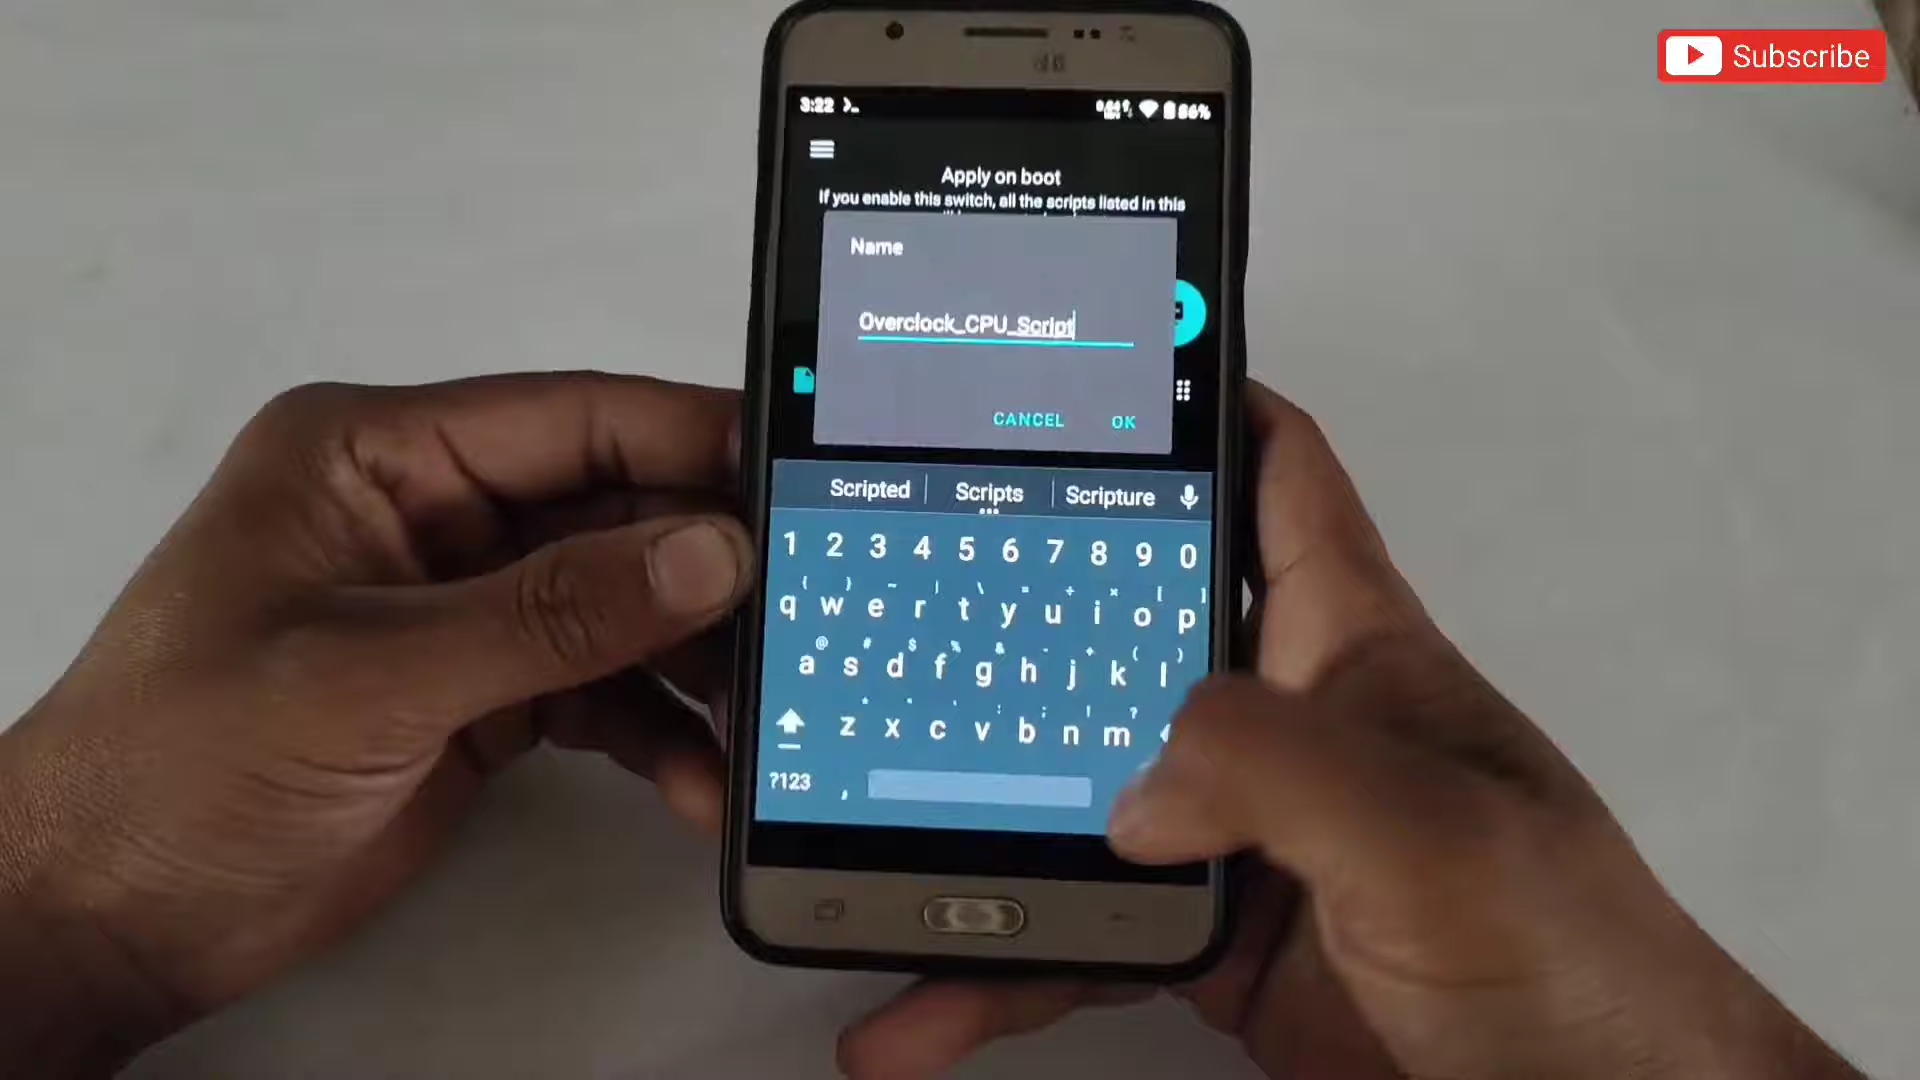 Subscribe
3:22
86%
Apply on boot
If you enable this switch, all the scripts listed in this
Name
Overclock_CPU_Script
CANCEL OK
Scripted Scripts Scripture
1 2 3 4 5 6 7 8 9 0
q w e r t y u i o p
a s d f g h j k l
z x c v b n m
?123 ,